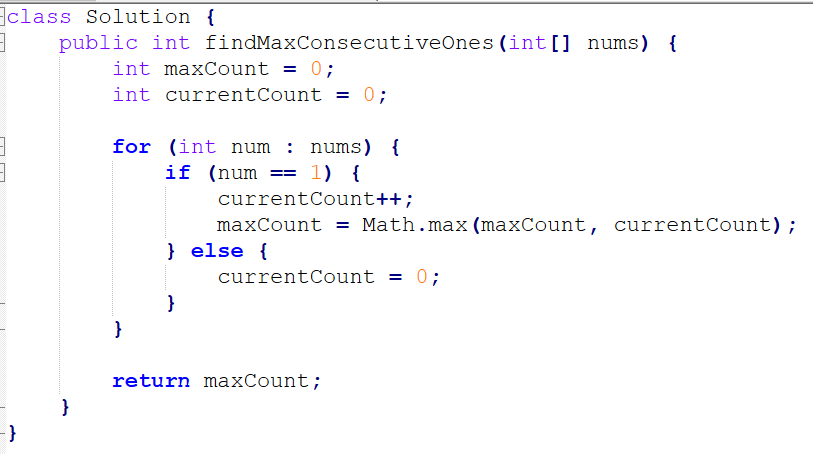 class Solution {
    public int findMaxConsecutiveOnes(int[] nums) {
        int maxCount = 0;
        int currentCount = 0;

        for (int num : nums) {
            if (num == 1) {
                currentCount++;
                maxCount = Math.max(maxCount, currentCount);
            } else {
                currentCount = 0;
            }
        }

        return maxCount;
    }
}